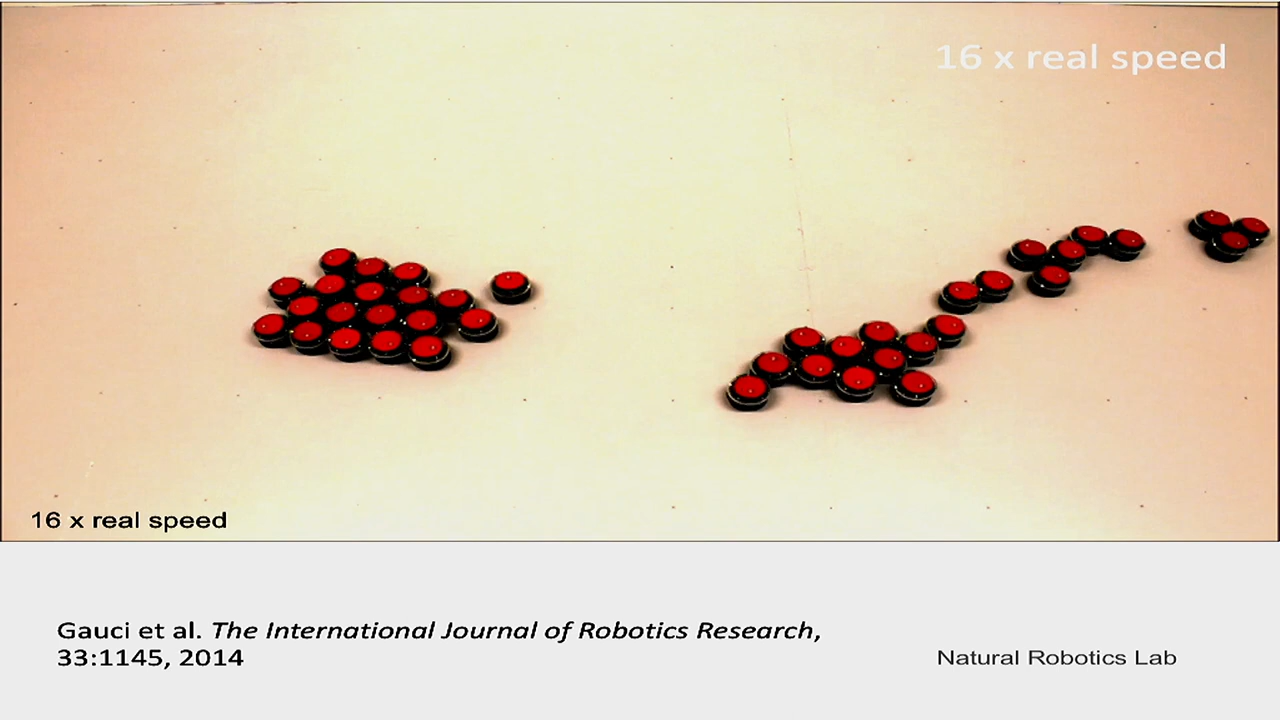 16 x real speed
16 x real speed
Gauci et al. The International Journal of Robotics Research,
33:1145, 2014
Natural Robotics Lab